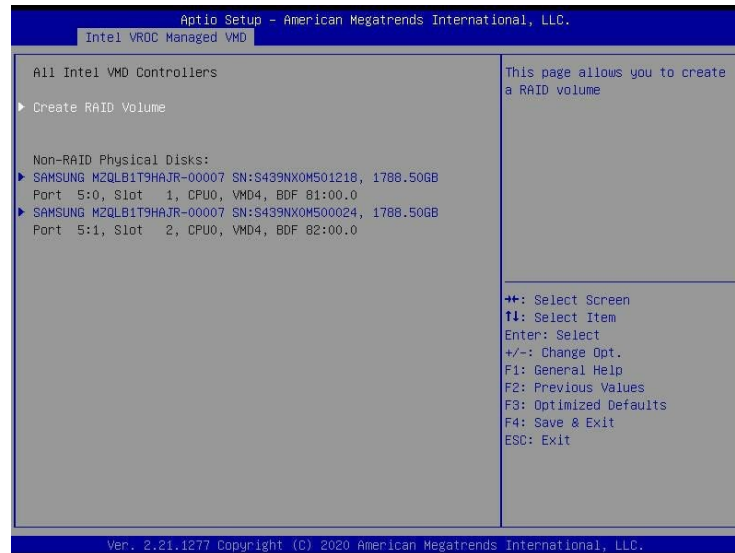 Aptio Setup – American Megatrends International, LLC.
Intel VROC Managed VMD
All Intel VMD Controllers
Create RAID Volume
Non-RAID Physical Disks:
SAMSUNG MZQLB1T9HAJR-00007 SN:S439NX0M501218, 1788.50GB
Port 5:0, Slot 1, CPU0, VMD4, BDF 81:00.0
SAMSUNG MZQLB1T9HAJR-00007 SN:S439NX0M500024, 1788.50GB
Port 5:1, Slot 2, CPU0, VMD4, BDF 82:00.0
This page allows you to create
a RAID volume
→←: Select Screen
↑↓: Select Item
Enter: Select
+/-: Change Opt.
F1: General Help
F2: Previous Values
F3: Optimized Defaults
F4: Save & Exit
ESC: Exit
Ver. 2.21.1277 Copyright (C) 2020 American Megatrends International, LLC.